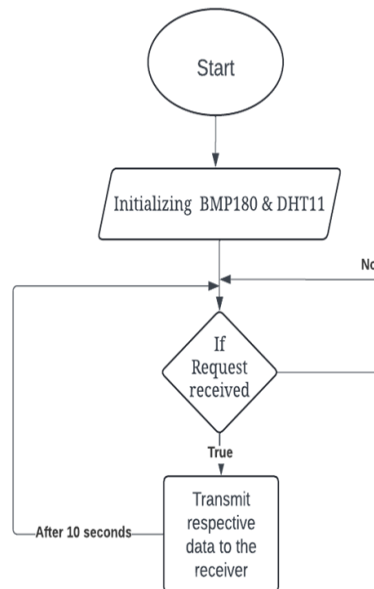 Start
Initializing BMP180 & DHT11
No
If
Request
received
True
Transmit
respective
data to the
receiver
After 10 seconds